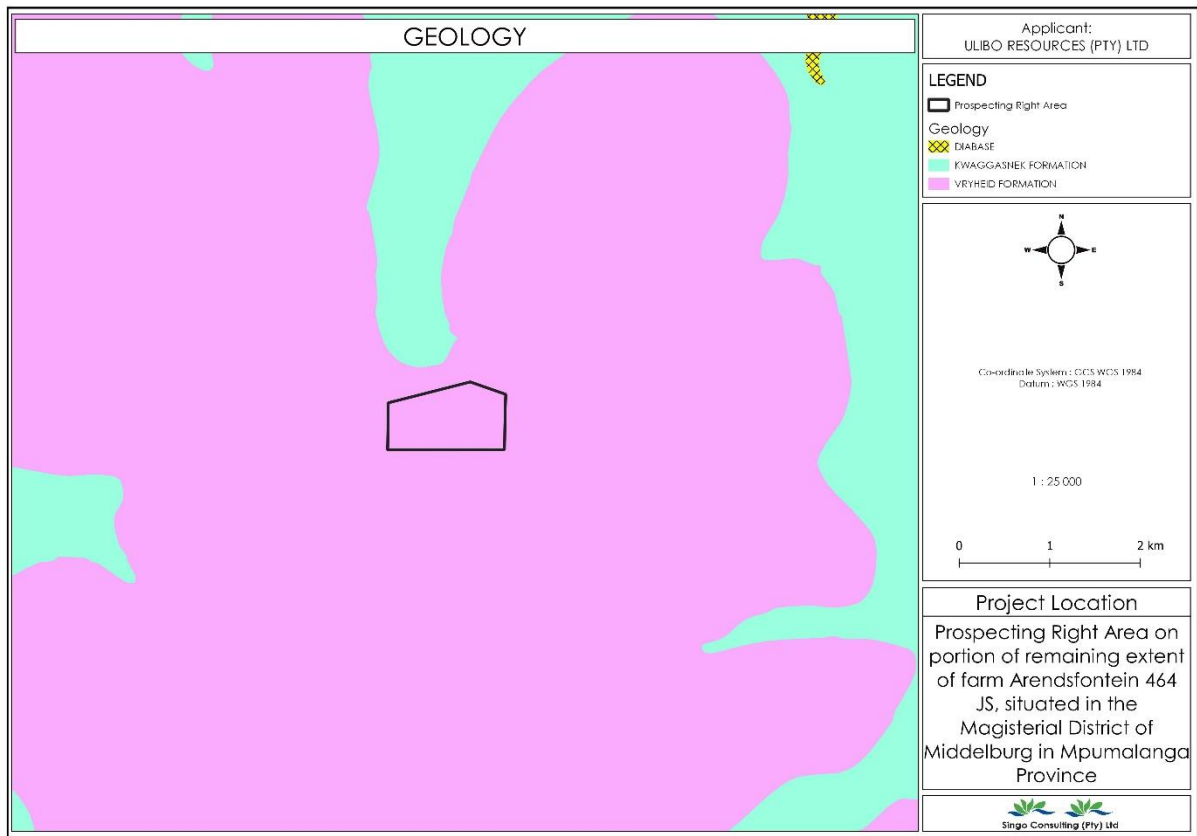 GEOLOGY
Applicant:
ULIBO RESOURCES (PTY) LTD
LEGEND
Prospecting Right Area
Geology
DIABASE
KWAGGASNEK FORMATION
VRYHEID FORMATION
N
W E
S
Co-ordinate System : GCS WGS 1984
Datum : WGS 1984
1 : 25 000
0 1 2 km
Project Location
Prospecting Right Area on
portion of remaining extent
of farm Arendsfontein 464
JS, situated in the
Magisterial District of
Middelburg in Mpumalanga
Province
Singo Consulting (Pty) Ltd